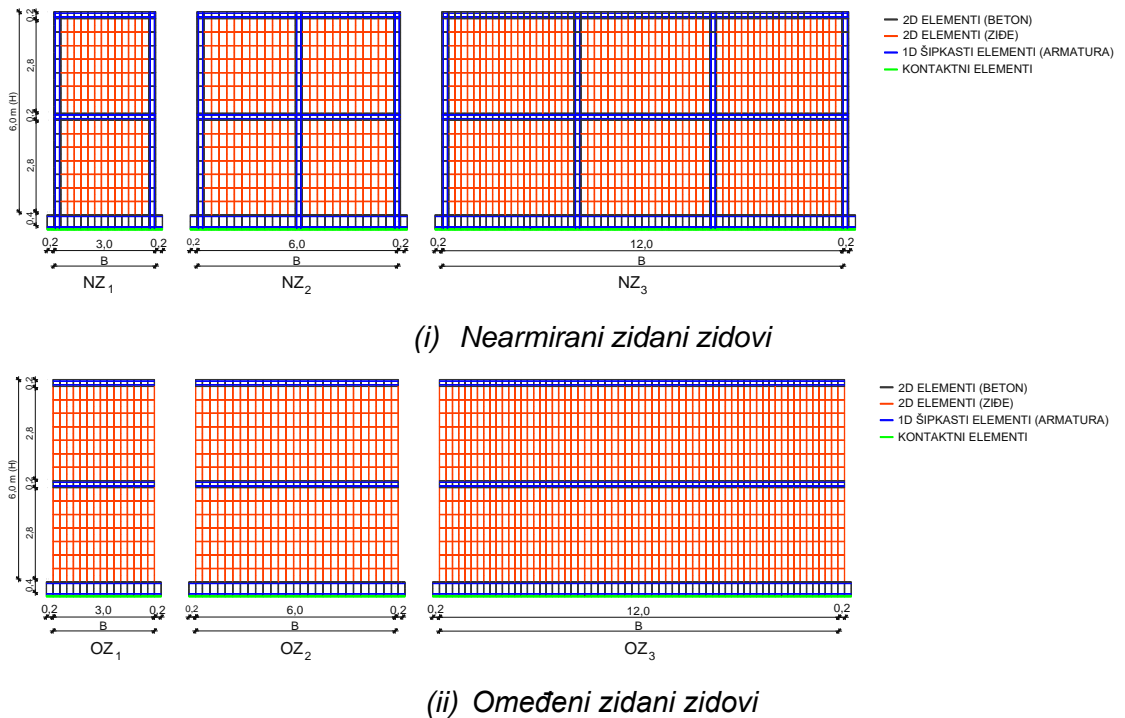 2D ELEMENTI (BETON)
2D ELEMENTI (ZIĐE)
1D ŠIPKASTI ELEMENTI (ARMATURA)
KONTAKTNI ELEMENTI
0,2
2,8
0,2
2,8
0,4
6,0 m (H)
0,2 3,0 0,2
B
NZ1
0,2 6,0 0,2
B
NZ2
0,2 12,0 0,2
B
NZ3
(i) Nearmirani zidani zidovi
2D ELEMENTI (BETON)
2D ELEMENTI (ZIĐE)
1D ŠIPKASTI ELEMENTI (ARMATURA)
KONTAKTNI ELEMENTI
0,2
2,8
0,2
2,8
0,4
6,0 m (H)
0,2 3,0 0,2
B
OZ1
0,2 6,0 0,2
B
OZ2
0,2 12,0 0,2
B
OZ3
(ii) Omeđeni zidani zidovi